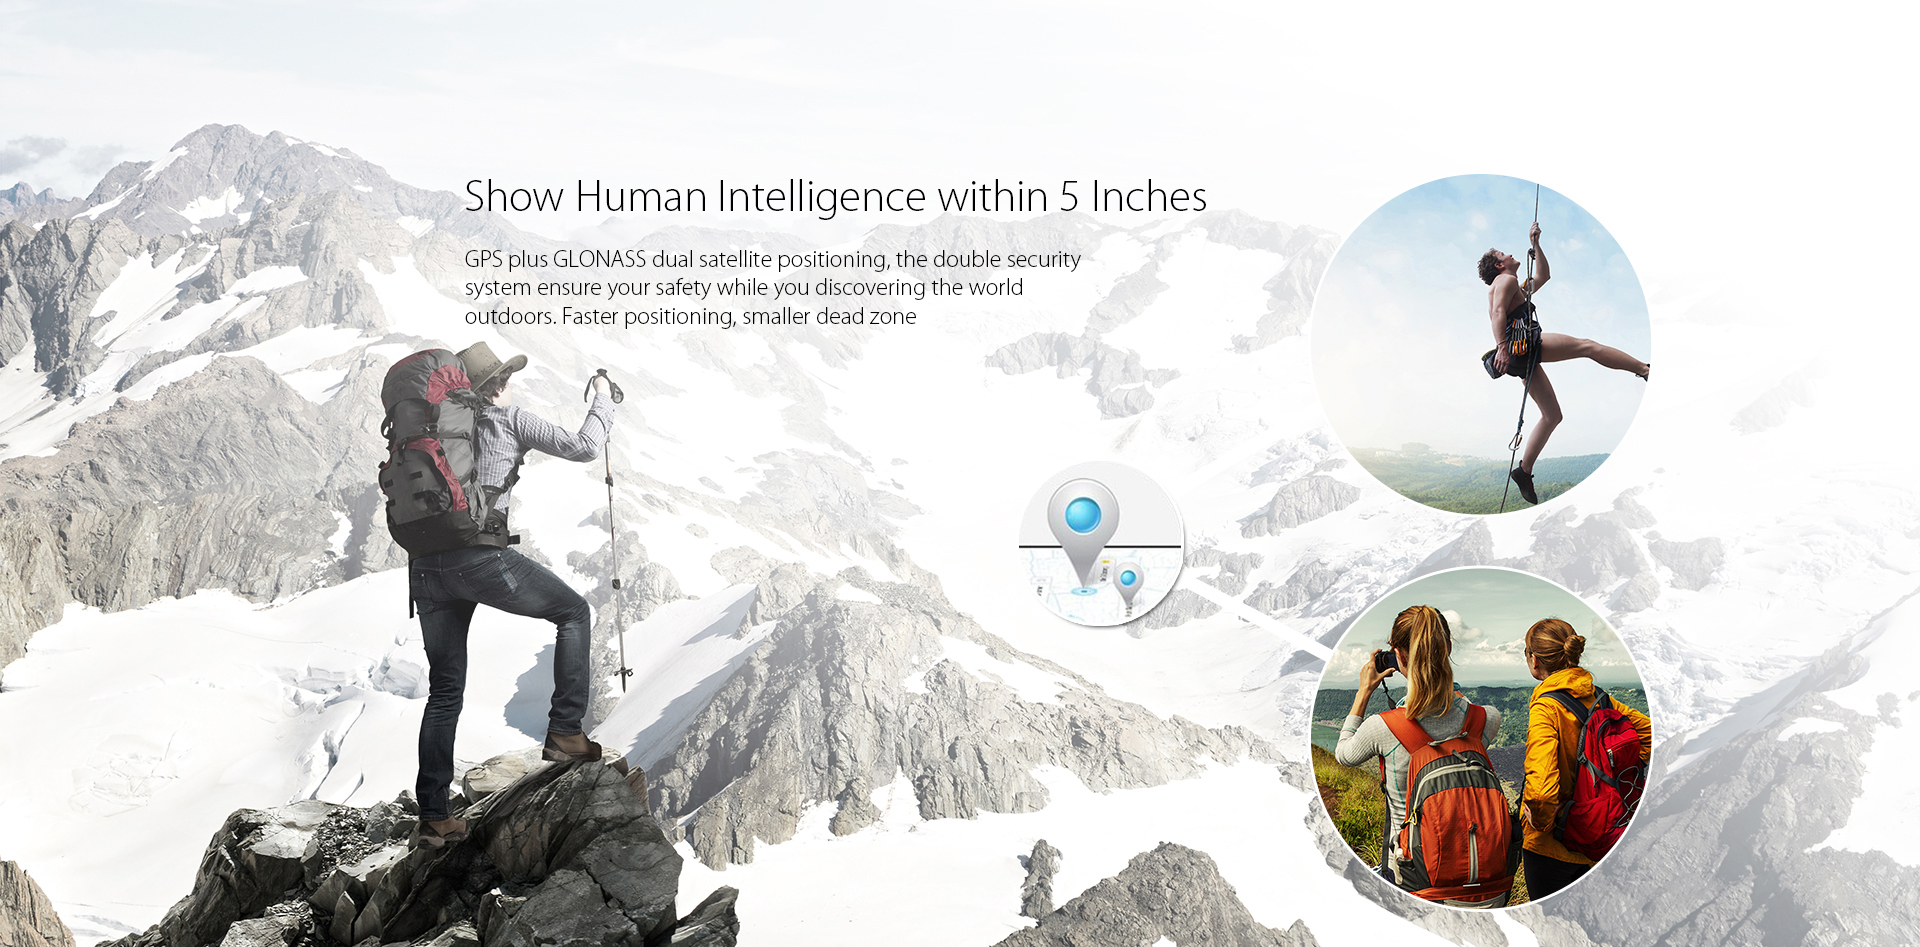 Show Human Intelligence within 5 Inches
GPS plus GLONASS dual satellite positioning, the double security
system ensure your safety while you discovering the world
outdoors. Faster positioning, smaller dead zone